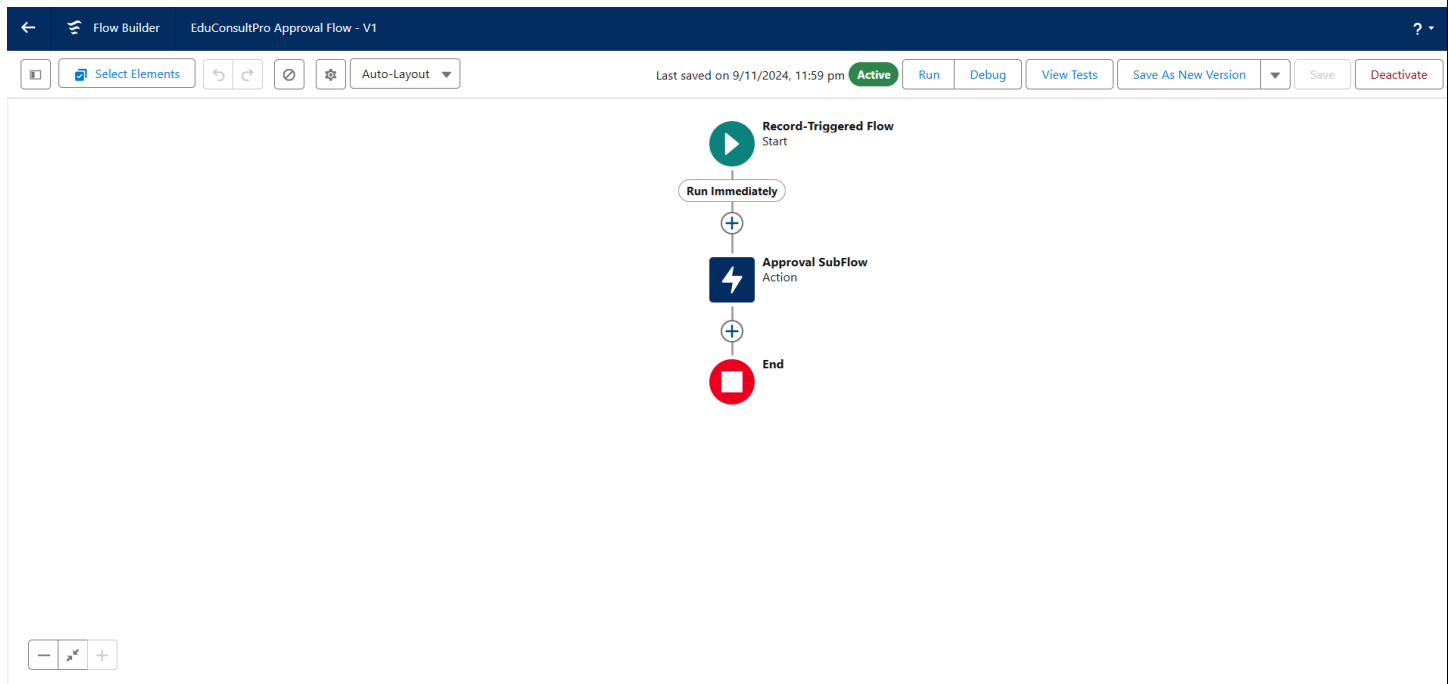 Flow Builder EduConsultPro Approval Flow - V1 ?
Select Elements Auto-Layout Last saved on 9/11/2024, 11:59 pm Active Run Debug View Tests Save As New Version Save Deactivate
Record-Triggered Flow
Start
Run Immediately
Approval SubFlow
Action
End